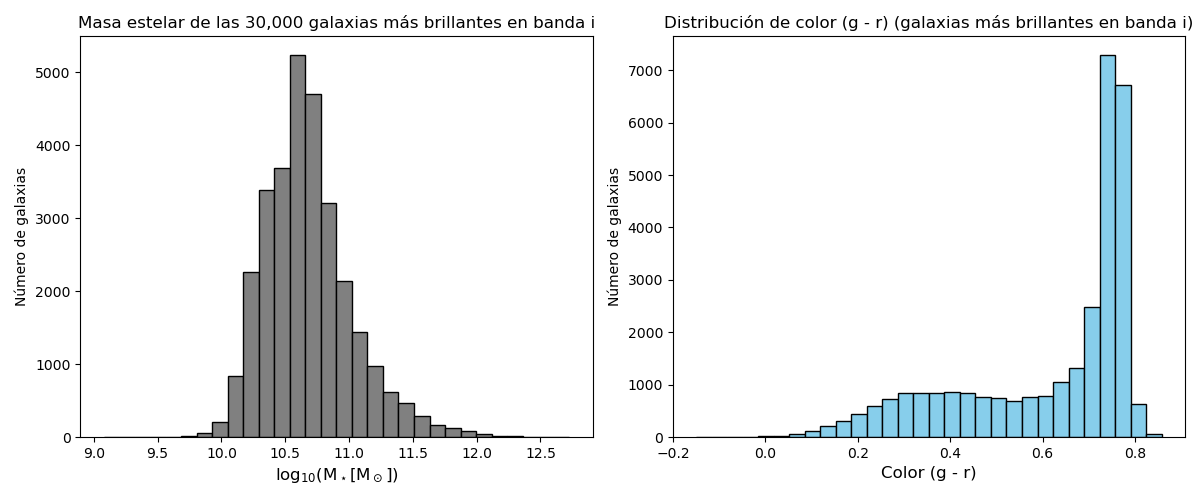 Masa estelar de las 30,000 galaxias más brillantes en banda i
Número de galaxias
5000
4000
3000
2000
1000
0
9.0 9.5 10.0 10.5 11.0 11.5 12.0 12.5
log₁₀(M⋆[M⊙])
Distribución de color (g - r) (galaxias más brillantes en banda i)
Número de galaxias
7000
6000
5000
4000
3000
2000
1000
0
−0.2 0.0 0.2 0.4 0.6 0.8
Color (g - r)